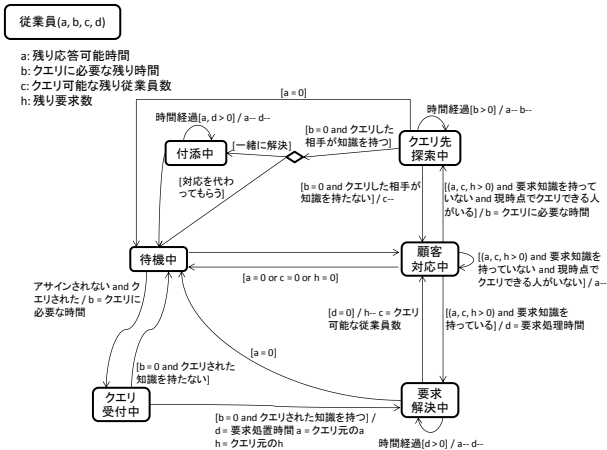 従業員(a, b, c, d)
a: 残り応答可能時間
b: クエリに必要な残り時間
c: クエリ可能な残り従業員数
h: 残り要求数
[a = 0]
時間経過[a, d > 0] / a-- d--
[b = 0 and クエリした
相手が知識を持つ]
時間経過[b > 0] / a-- b--
[一緒に解決]
付添中
クエリ先
探索中
[対応を代わ
ってもらう]
[b = 0 and クエリした相手が
知識を持たない] / c--
[(a, c, h > 0) and 要求知識を持って
いない and 現時点でクエリできる人
がいる] / b = クエリに必要な時間
待機中
顧客
対応中
[(a, c, h > 0) and 要求知識を
持っていない and 現時点で
クエリできる人がいない] / a--
[a = 0 or c = 0 or h = 0]
アサインされない and ク
エリされた / b = クエリに
必要な時間
[d = 0] / h-- c = クエリ
可能な従業員数
[(a, c, h > 0) and 要求知識を
持っている] / d = 要求処理時間
[a = 0]
[b = 0 and クエリされた
知識を持たない]
クエリ
受付中
要求
解決中
[b = 0 and クエリされた知識を持つ] /
d = 要求処置時間 a = クエリ元のa
h = クエリ元のh
時間経過[d > 0] / a-- d--